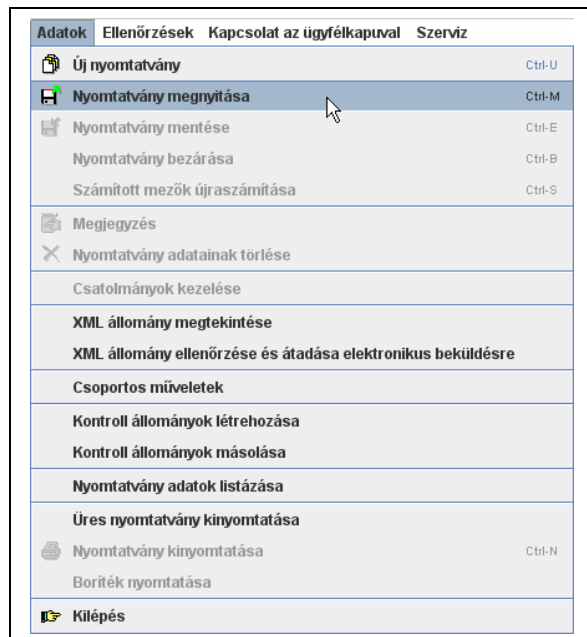 Adatok Ellenőrzések Kapcsolat az ügyfélkapuval Szerviz
Új nyomtatvány Ctrl-U
Nyomtatvány megnyitása Ctrl-M
Nyomtatvány mentése Ctrl-E
Nyomtatvány bezárása Ctrl-B
Számított mezők újraszámítása Ctrl-S
Megjegyzés
Nyomtatvány adatainak törlése
Csatolmányok kezelése
XML állomány megtekintése
XML állomány ellenőrzése és átadása elektronikus beküldésre
Csoportos műveletek
Kontroll állományok létrehozása
Kontroll állományok másolása
Nyomtatvány adatok listázása
Üres nyomtatvány kinyomtatása
Nyomtatvány kinyomtatása Ctrl-N
Boríték nyomtatása
Kilépés